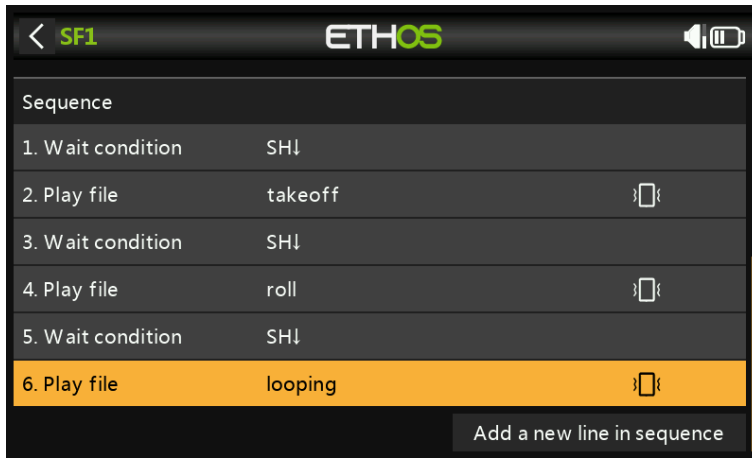 SF1 ETHOS
Sequence
1. Wait condition SH↓
2. Play file takeoff
3. Wait condition SH↓
4. Play file roll
5. Wait condition SH↓
6. Play file looping
Add a new line in sequence